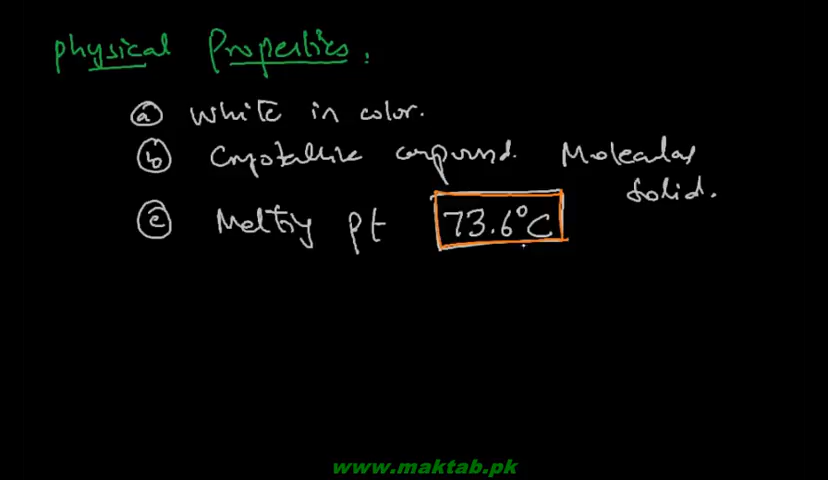 physical Properties.
(a) White in color.
(b) Crystalline compound. Molecular Solid.
(c) Melting pt 73.6°C
www.maktab.pk